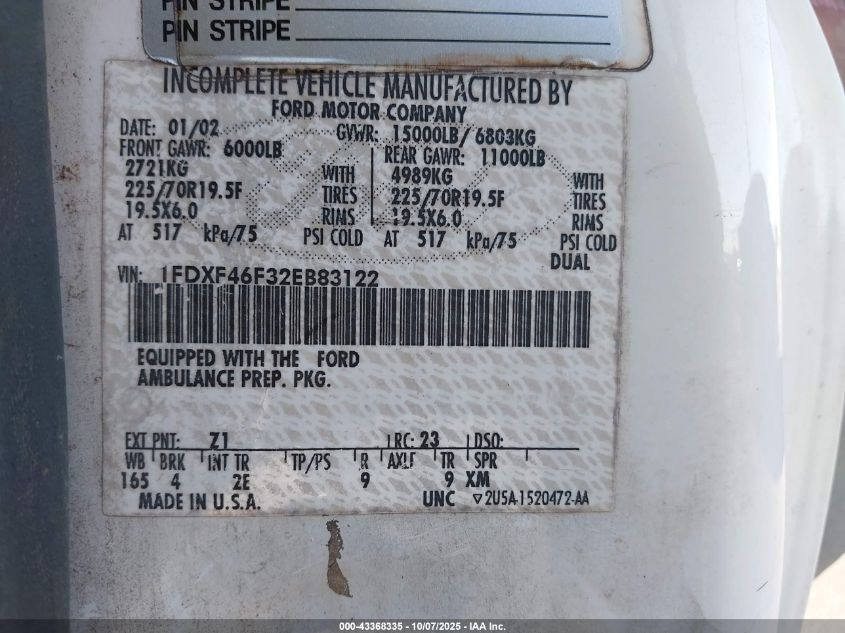 PIN STRIPE
PIN STRIPE
INCOMPLETE VEHICLE MANUFACTURED BY
FORD MOTOR COMPANY
DATE: 01/02 GVWR: 15000LB/ 6803KG
FRONT GAWR: 6000LB REAR GAWR: 11000LB
2721KG WITH 4989KG WITH
225/70R19.5F TIRES 225/70R19.5F TIRES
19.5X6.0 RIMS 19.5X6.0 RIMS
AT 517 kPa/75 PSI COLD AT 517 kPa/75 PSI COLD
DUAL
VIN: 1FDXF46F32EB83122
EQUIPPED WITH THE FORD
AMBULANCE PREP. PKG.
EXT PNT: Z1 RC: 23 DSO:
WB BRK INT TR TP/PS R AXLE TR SPR
165 4 2E 9 9 XM
MADE IN U.S.A. UNC ▽2U5A-1520472-AA
000-43368335 - 10/07/2025 - IAA Inc.